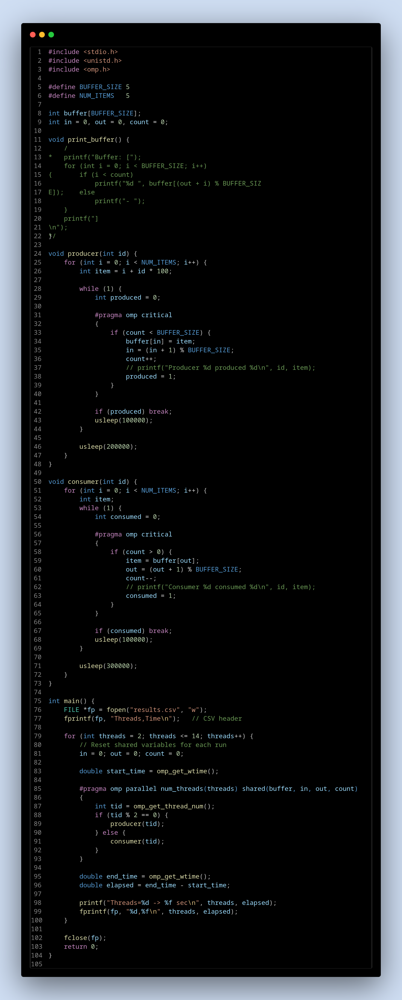 1 #include <stdio.h>
2 #include <unistd.h>
3 #include <omp.h>
4
5 #define BUFFER_SIZE 5
6 #define NUM_ITEMS   5
7
8 int buffer[BUFFER_SIZE];
9 int in = 0, out = 0, count = 0;
10
11 void print_buffer() {
12     /
13 *   printf("Buffer: [");
14     for (int i = 0; i < BUFFER_SIZE; i++)
15 {       if (i < count)
16             printf("%d ", buffer[(out + i) % BUFFER_SIZ
17 E]);    else
18             printf("- ");
19     }
20     printf("]
21 \n");
22 }*/
23
24 void producer(int id) {
25     for (int i = 0; i < NUM_ITEMS; i++) {
26         int item = i + id * 100;
27
28         while (1) {
29             int produced = 0;
30
31             #pragma omp critical
32             {
33                 if (count < BUFFER_SIZE) {
34                     buffer[in] = item;
35                     in = (in + 1) % BUFFER_SIZE;
36                     count++;
37                     // printf("Producer %d produced %d\n", id, item);
38                     produced = 1;
39                 }
40             }
41
42             if (produced) break;
43             usleep(100000);
44         }
45
46         usleep(200000);
47     }
48 }
49
50 void consumer(int id) {
51     for (int i = 0; i < NUM_ITEMS; i++) {
52         int item;
53         while (1) {
54             int consumed = 0;
55
56             #pragma omp critical
57             {
58                 if (count > 0) {
59                     item = buffer[out];
60                     out = (out + 1) % BUFFER_SIZE;
61                     count--;
62                     // printf("Consumer %d consumed %d\n", id, item);
63                     consumed = 1;
64                 }
65             }
66
67             if (consumed) break;
68             usleep(100000);
69         }
70
71         usleep(300000);
72     }
73 }
74
75 int main() {
76     FILE *fp = fopen("results.csv", "w");
77     fprintf(fp, "Threads,Time\n");   // CSV header
78
79     for (int threads = 2; threads <= 14; threads++) {
80         // Reset shared variables for each run
81         in = 0; out = 0; count = 0;
82
83         double start_time = omp_get_wtime();
84
85         #pragma omp parallel num_threads(threads) shared(buffer, in, out, count)
86         {
87             int tid = omp_get_thread_num();
88             if (tid % 2 == 0) {
89                 producer(tid);
90             } else {
91                 consumer(tid);
92             }
93         }
94
95         double end_time = omp_get_wtime();
96         double elapsed = end_time - start_time;
97
98         printf("Threads=%d -> %f sec\n", threads, elapsed);
99         fprintf(fp, "%d,%f\n", threads, elapsed);
100     }
101
102     fclose(fp);
103     return 0;
104 }
105